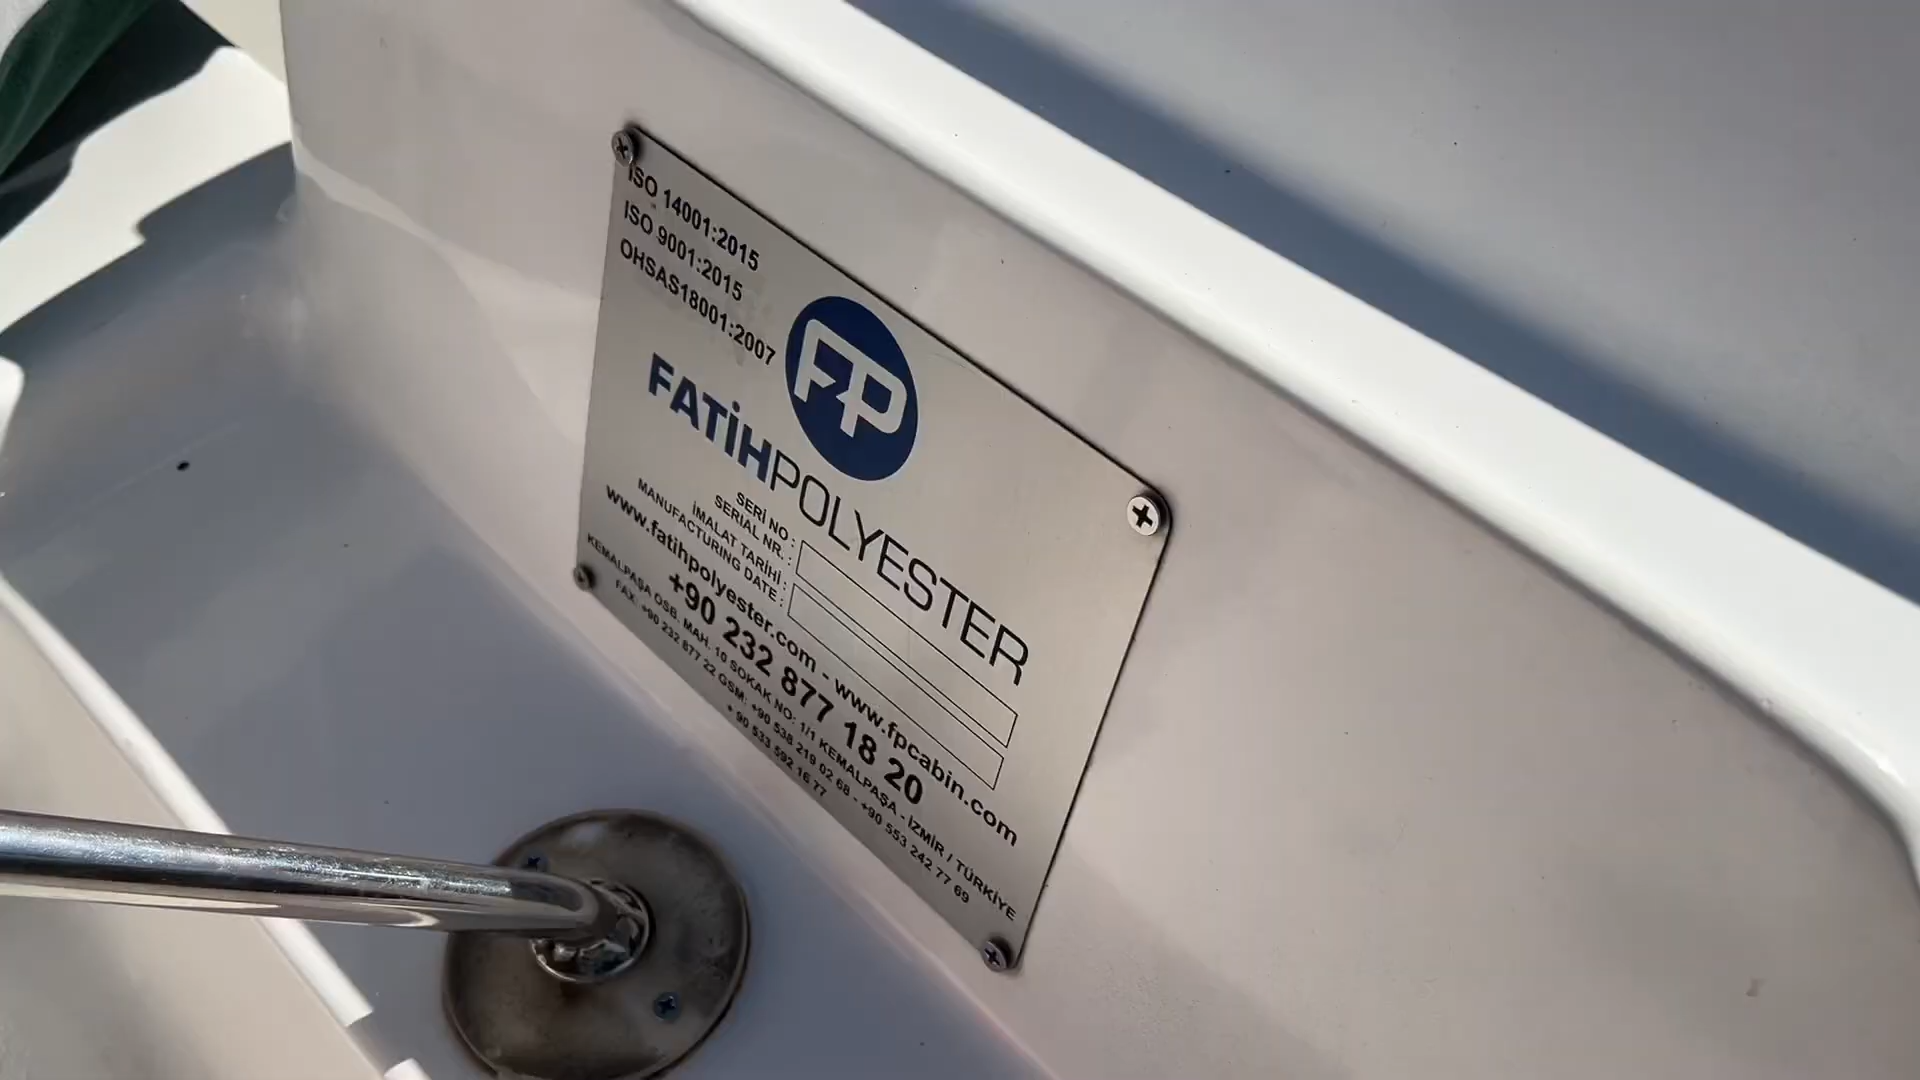 ISO 14001:2015
ISO 9001:2015
OHSAS18001:2007
FP
FATİHPOLYESTER
SERİ NO :
SERIAL NR. :
İMALAT TARİHİ :
MANUFACTURING DATE :
www.fatihpolyester.com - www.fpcabin.com
+90 232 877 18 20
KEMALPAŞA OSB. MAH. 10 SOKAK NO: 1/1 KEMALPAŞA - İZMİR / TÜRKİYE
FAX: +90 232 877 22 GSM: +90 538 219 02 68 - +90 553 242 77 69
+ 90 533 592 16 77